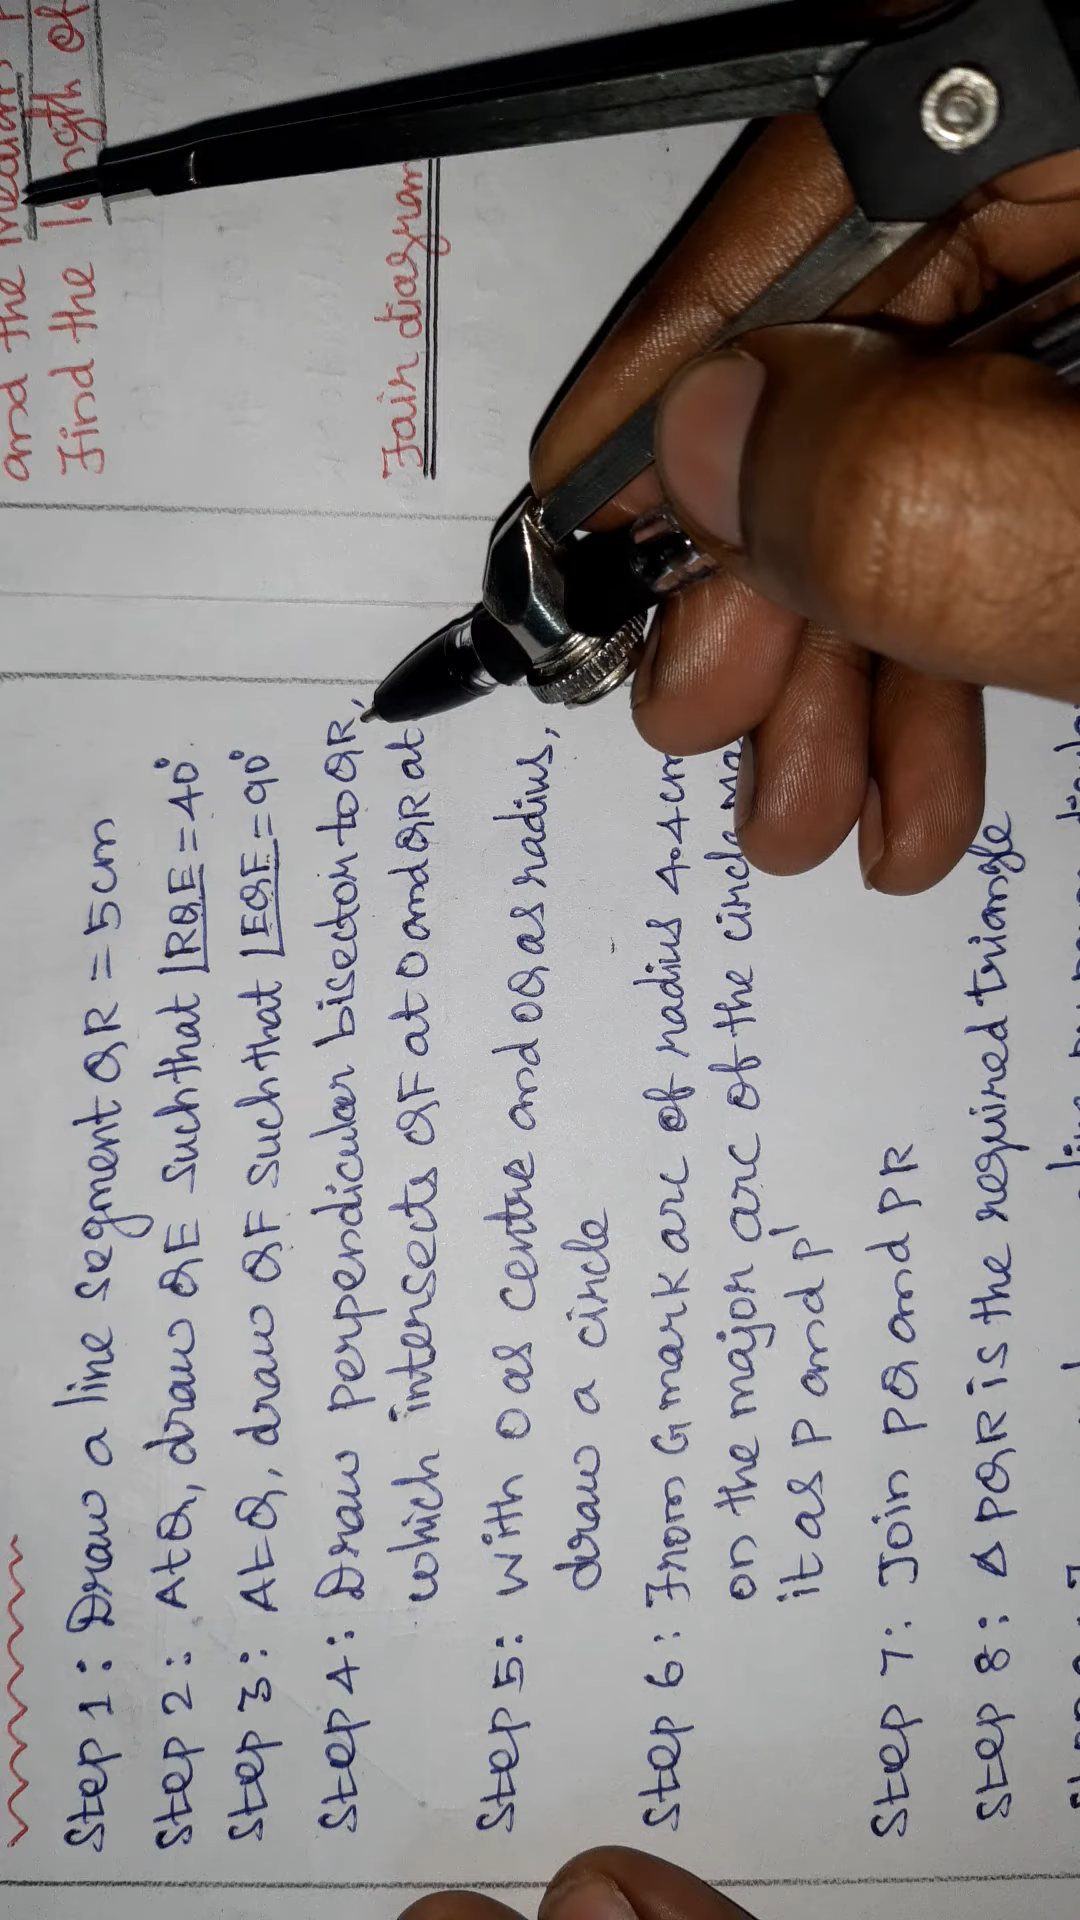 Step 1: Draw a line segment QR = 5cm
Step 2: At Q, draw QE such that ∠RQE = 40°
Step 3: At Q, draw QF such that ∠EQF = 90°
Step 4: Draw perpendicular bisector to QR,
which intersects QF at O and QR at
Step 5: With O as centre and OQ as radius,
draw a circle
Step 6: From G mark arc of radius 4.4cm
on the major arc of the circle
it as P and P'
Step 7: Join PQ and PR
Step 8: Δ PQR is the required triangle
and the
Find the length of
Fair diagram